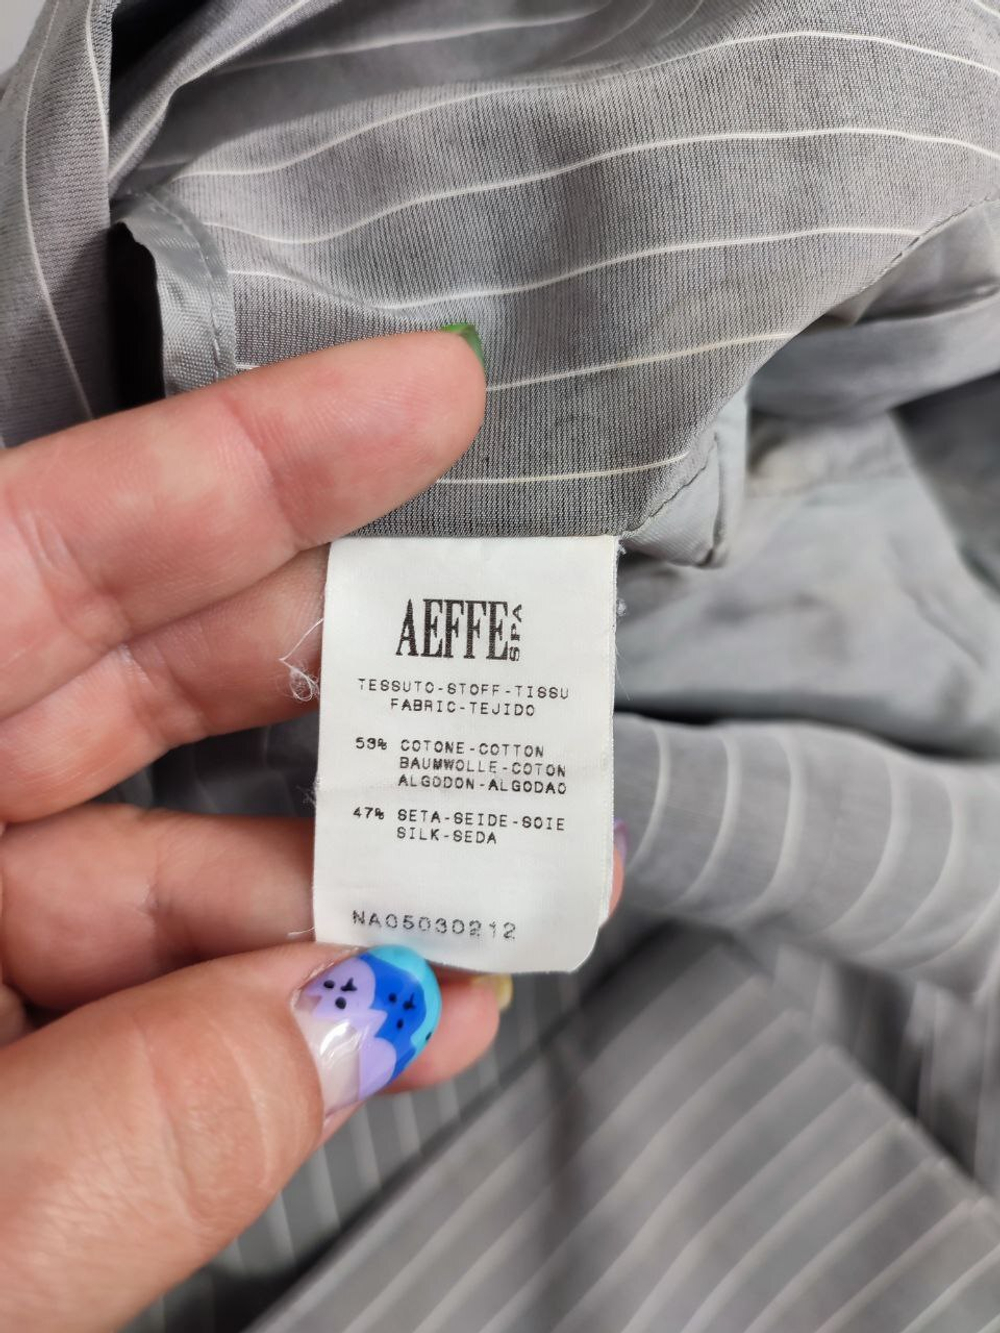 AEFFE SPA
TESSUTO-STOFF-TISSU
FABRIC-TEJIDO
53% COTONE-COTTON
BAUMWOLLE-COTON
ALGODON-ALGODAO
47% SETA-SEIDE-SOIE
SILK-SEDA
NA05030212